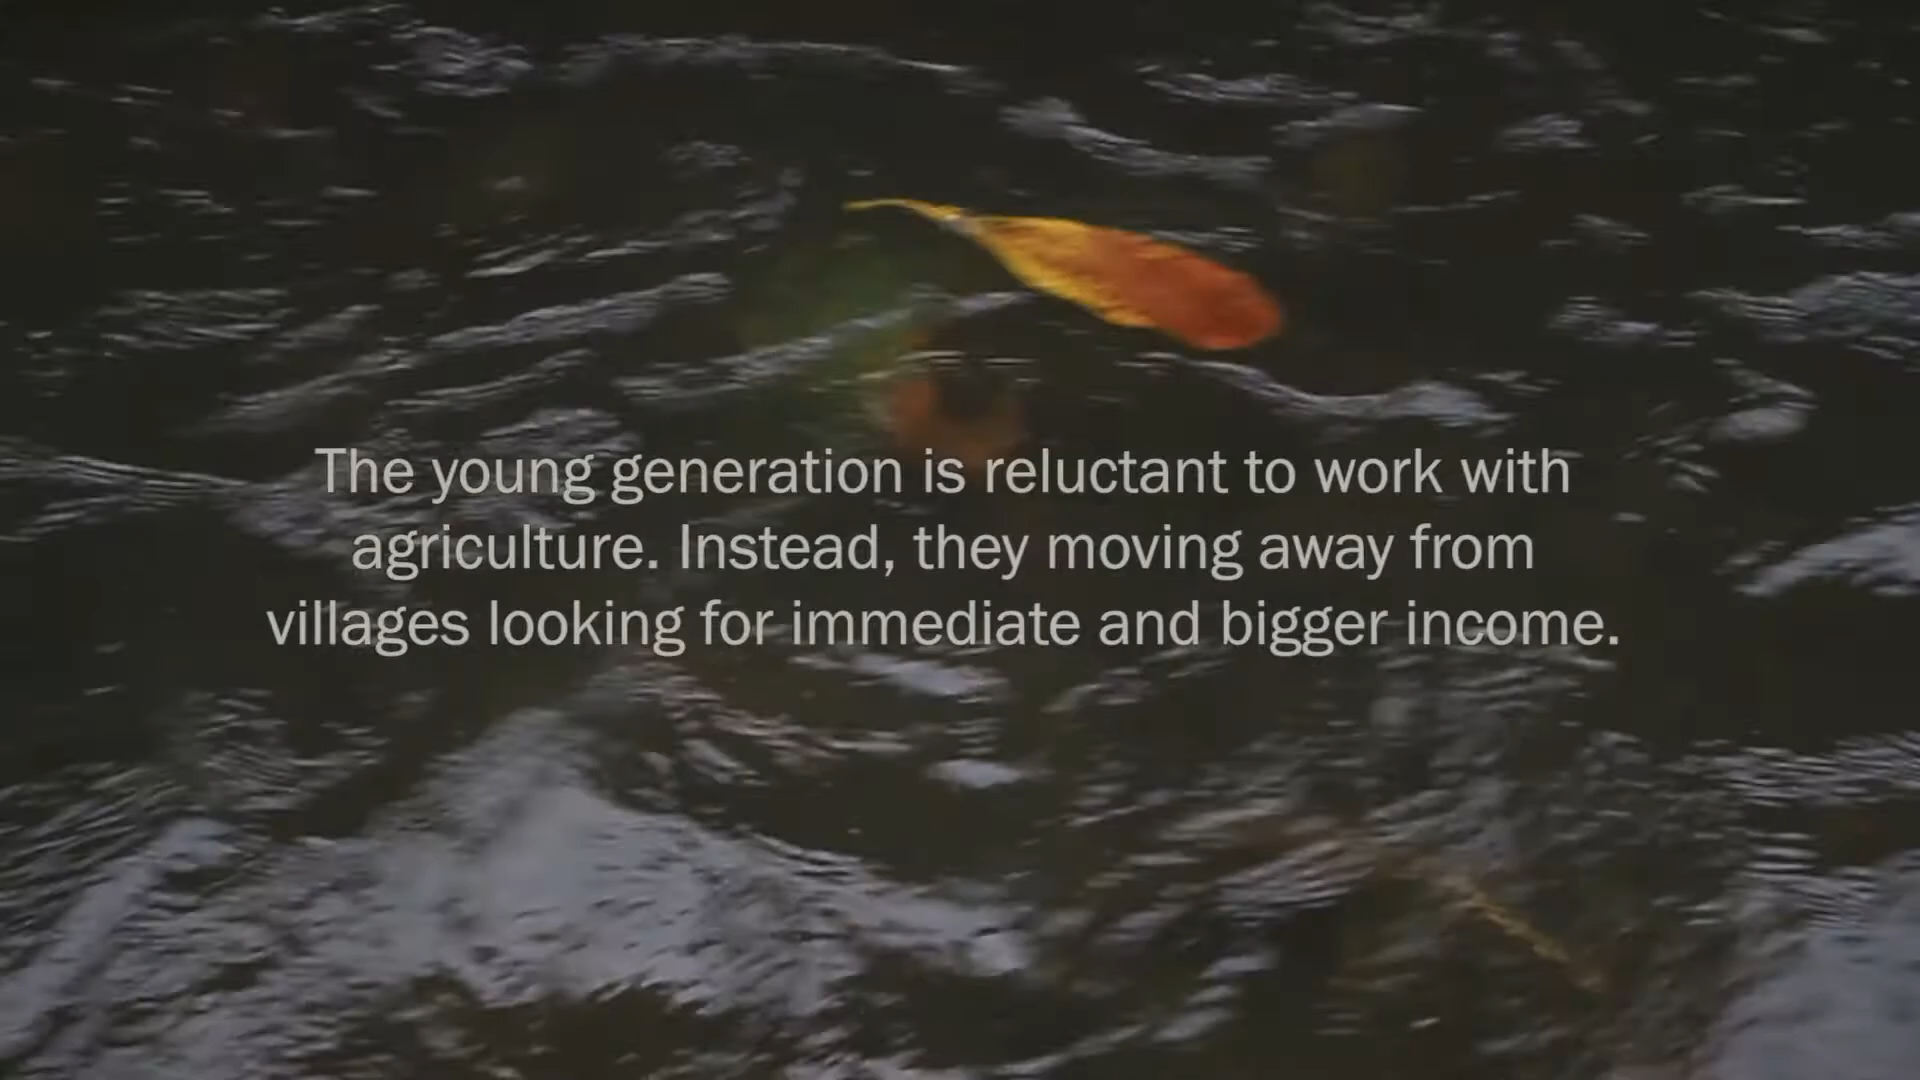 The young generation is reluctant to work with
agriculture. Instead, they moving away from
villages looking for immediate and bigger income.